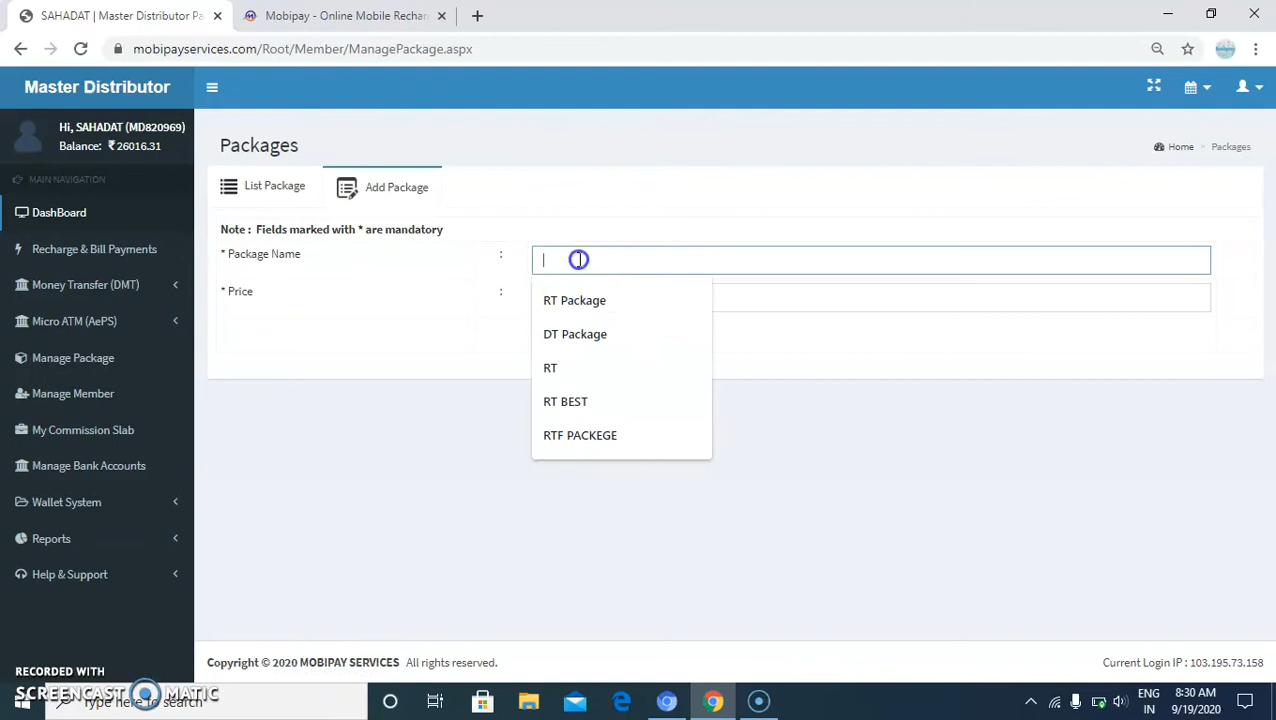 SAHADAT | Master Distributor Pa
Mobipay - Online Mobile Rechar
mobipayservices.com/Root/Member/ManagePackage.aspx
Master Distributor
Hi, SAHADAT (MD820969)
Balance: ₹ 26016.31
MAIN NAVIGATION
DashBoard
Recharge & Bill Payments
Money Transfer (DMT)
Micro ATM (AePS)
Manage Package
Manage Member
My Commission Slab
Manage Bank Accounts
Wallet System
Reports
Help & Support
Packages
Home > Packages
List Package
Add Package
Note : Fields marked with * are mandatory
* Package Name :
* Price :
RT Package
DT Package
RT
RT BEST
RTF PACKEGE
Copyright © 2020 MOBIPAY SERVICES All rights reserved.
Current Login IP : 103.195.73.158
RECORDED WITH
SCREENCAST MATIC
Type here to search
ENG
IN
8:30 AM
9/19/2020